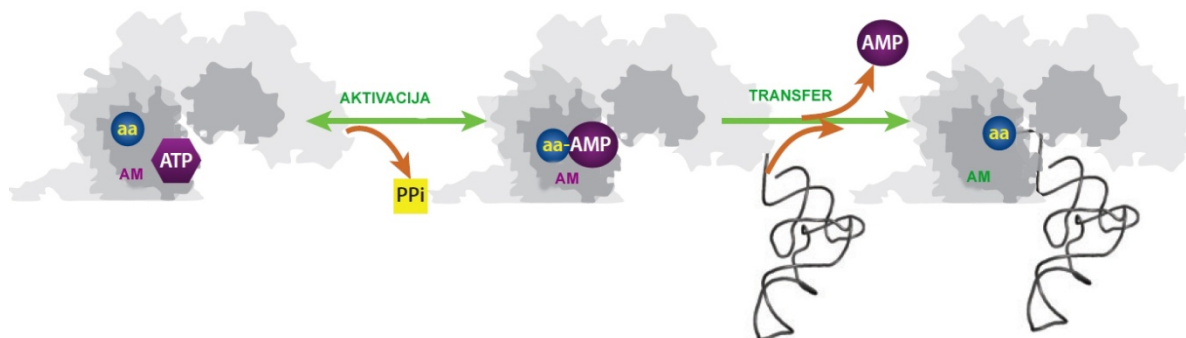 aa
ATP
AM
AKTIVACIJA
PPi
aa-AMP
AM
TRANSFER
AMP
aa
AM